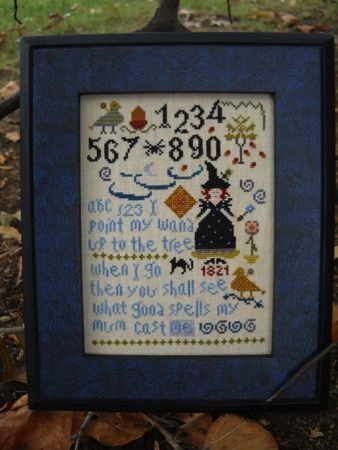 1234
567 890
abc 123 I
point my wand
up to the tree
when I go
1821
then you shall see
what good spells my
mum cast me